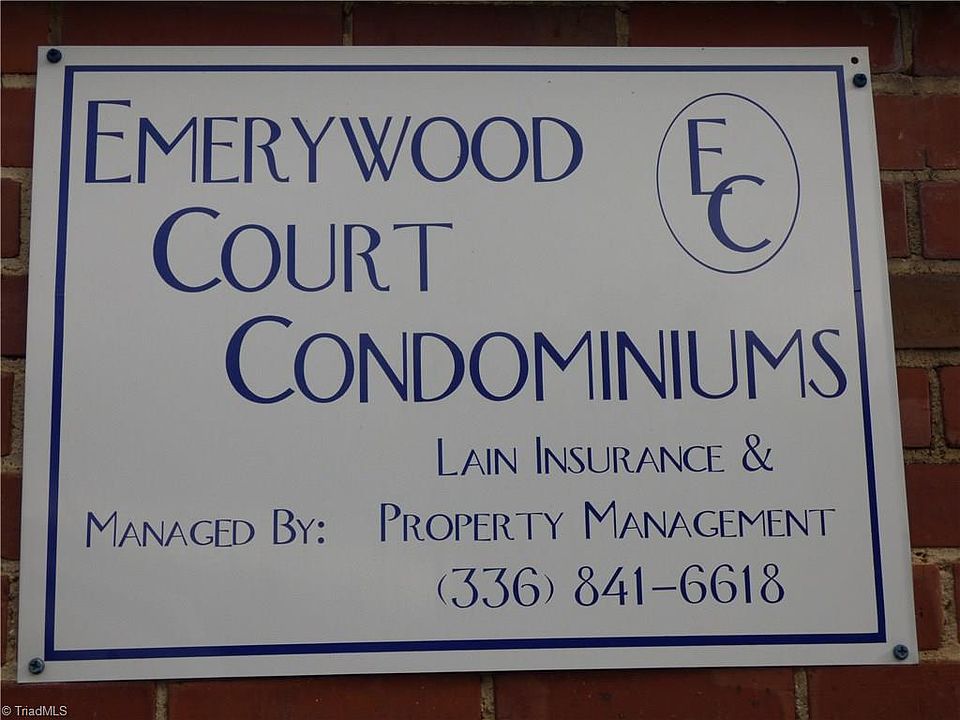 EMERYWOOD
COURT
CONDOMINIUMS
EC
LAIN INSURANCE &
MANAGED BY: PROPERTY MANAGEMENT
(336) 841-6618
© TriadMLS